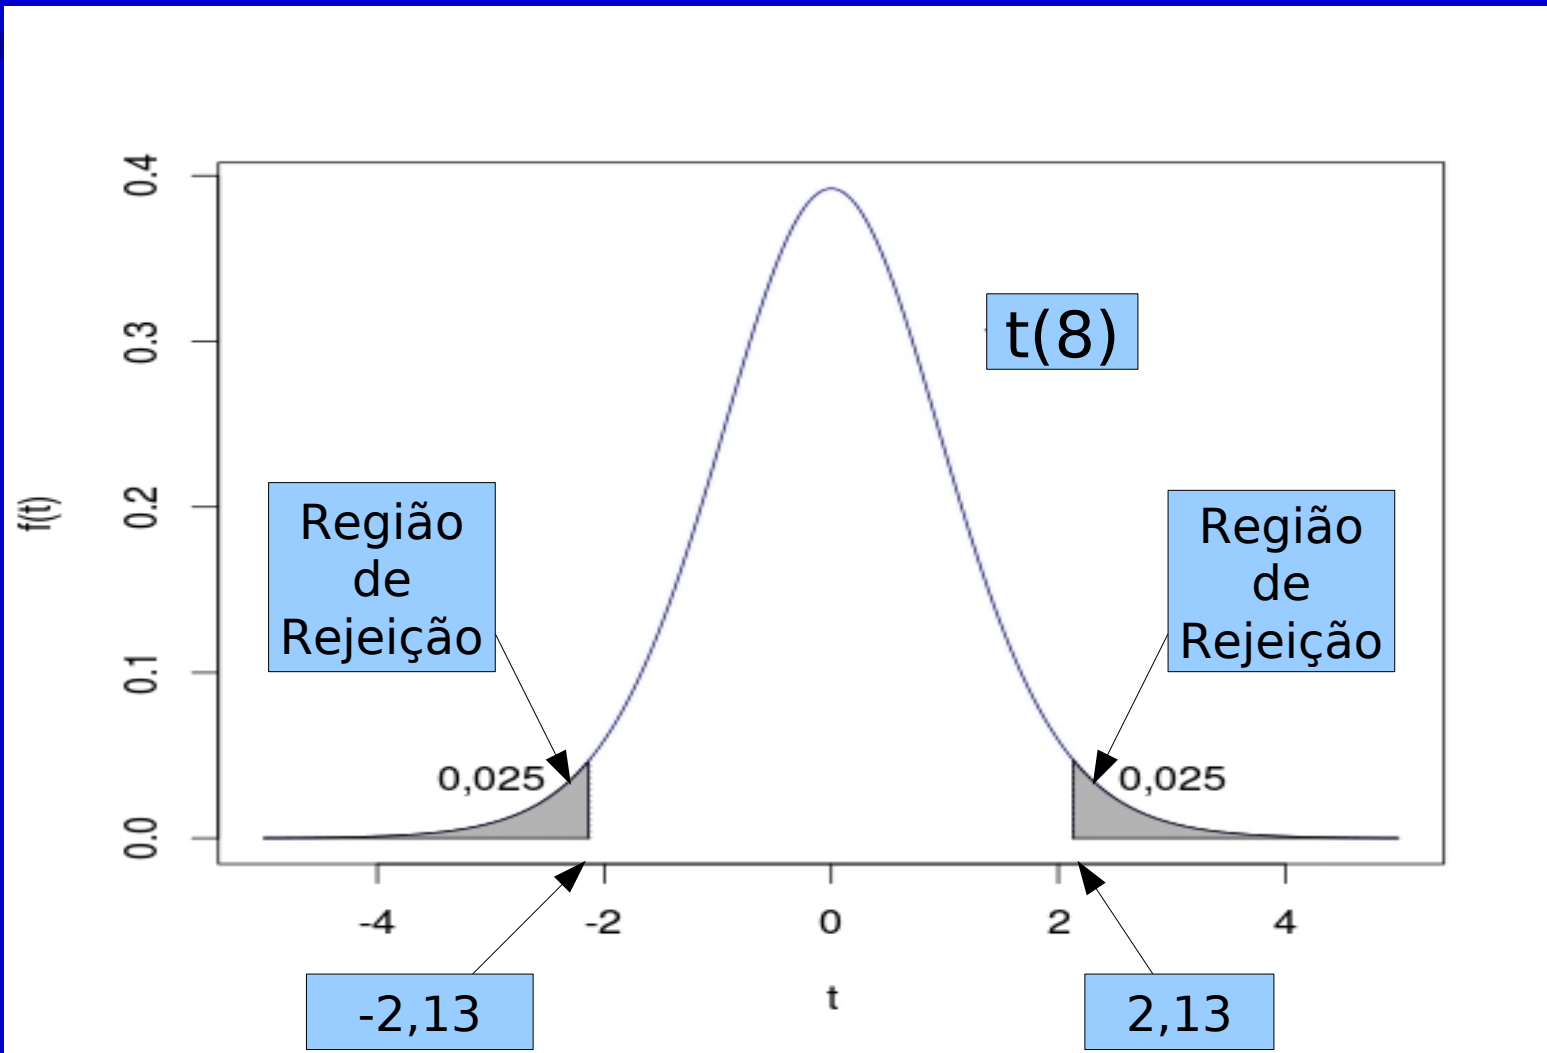 0.4
t(8)
0.3
Região
de
Rejeição
Região
de
Rejeição
f(t)
0.2
0.1
0,025
0,025
0.0
-4
-2
0
2
4
t
-2,13
2,13